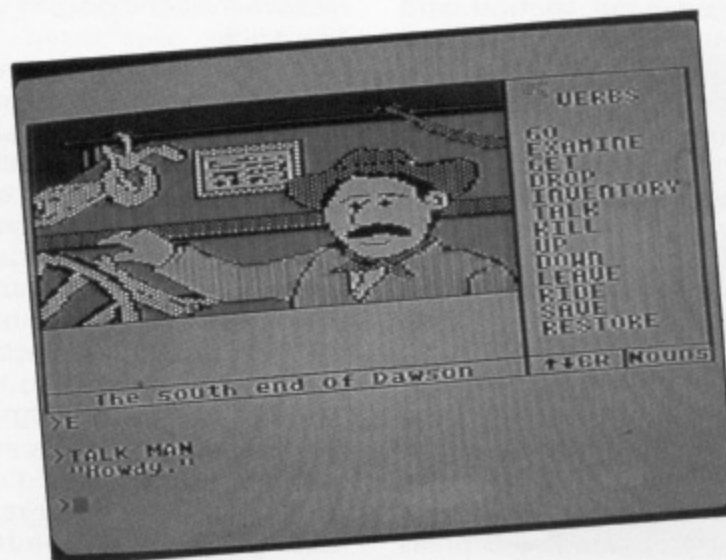 VERBS
GO
EXAMINE
GET
DROP
INVENTORY
TALK
KILL
UP
DOWN
LEAVE
RIDE
SAVE
RESTORE
↑↓CR NOUNS
The south end of Dawson
>E
>TALK MAN
"Howdy."
>